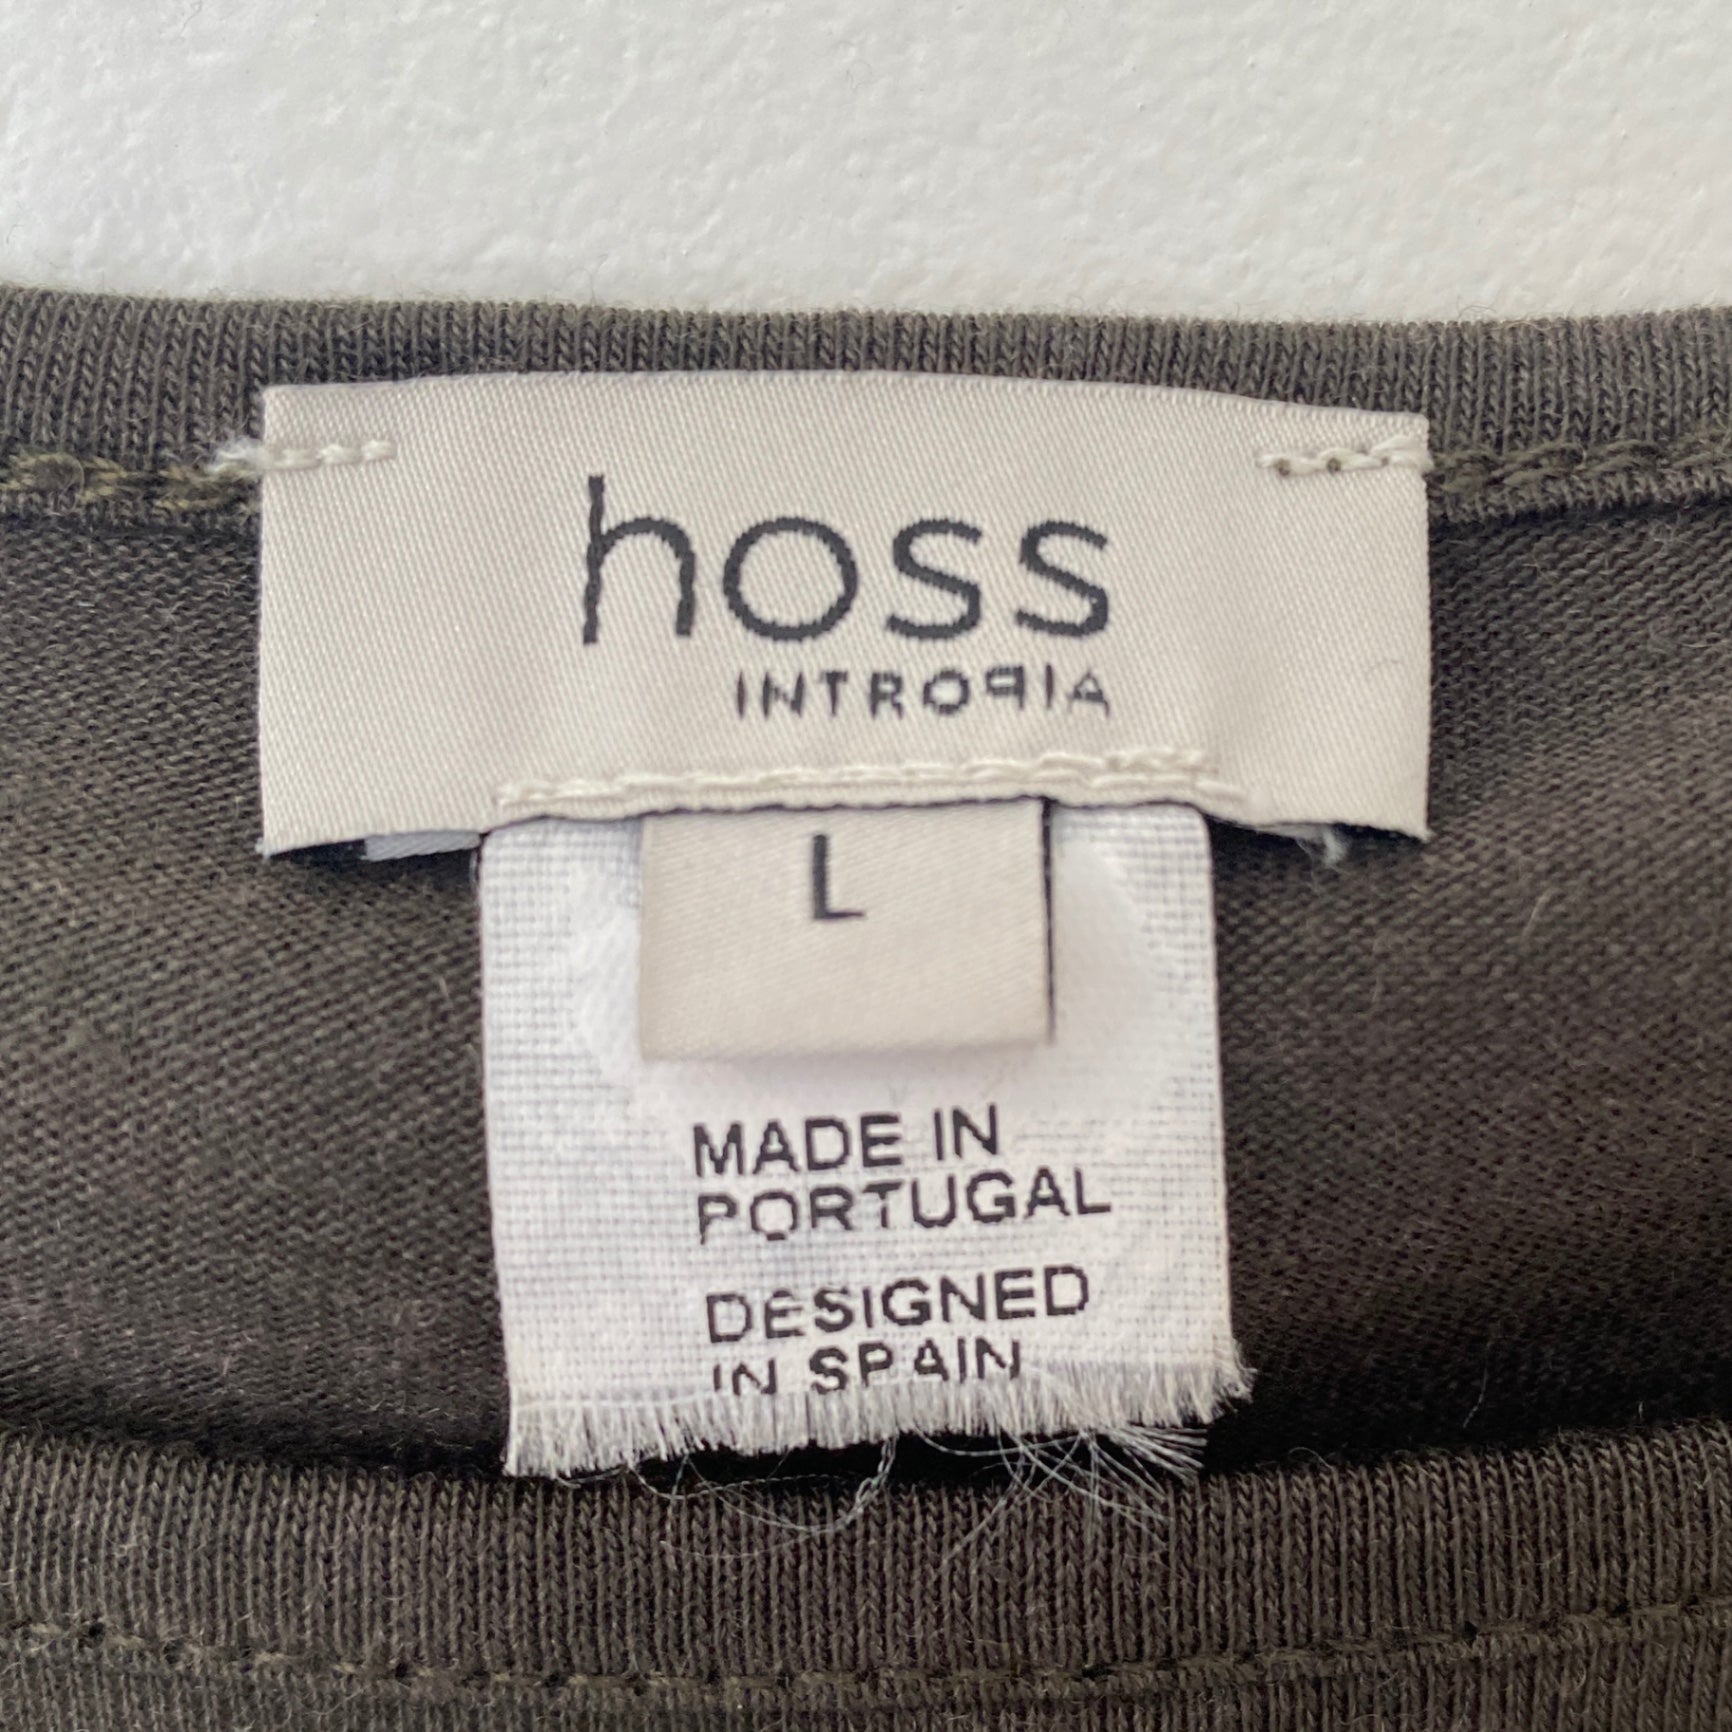 hoss
INTROPIA
L
MADE IN
PORTUGAL
DESIGNED
IN SPAIN